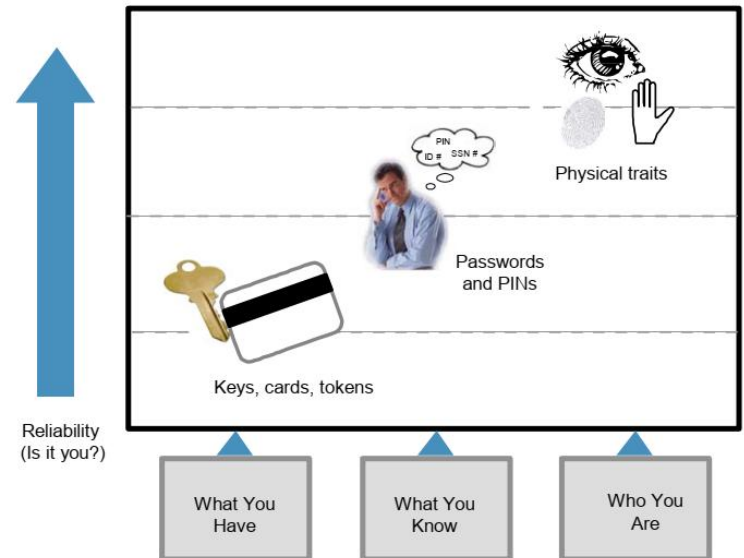 PIN
ID # SSN #
Physical traits
Passwords
and PINs
Keys, cards, tokens
Reliability
(Is it you?)
What You
Have
What You
Know
Who You
Are